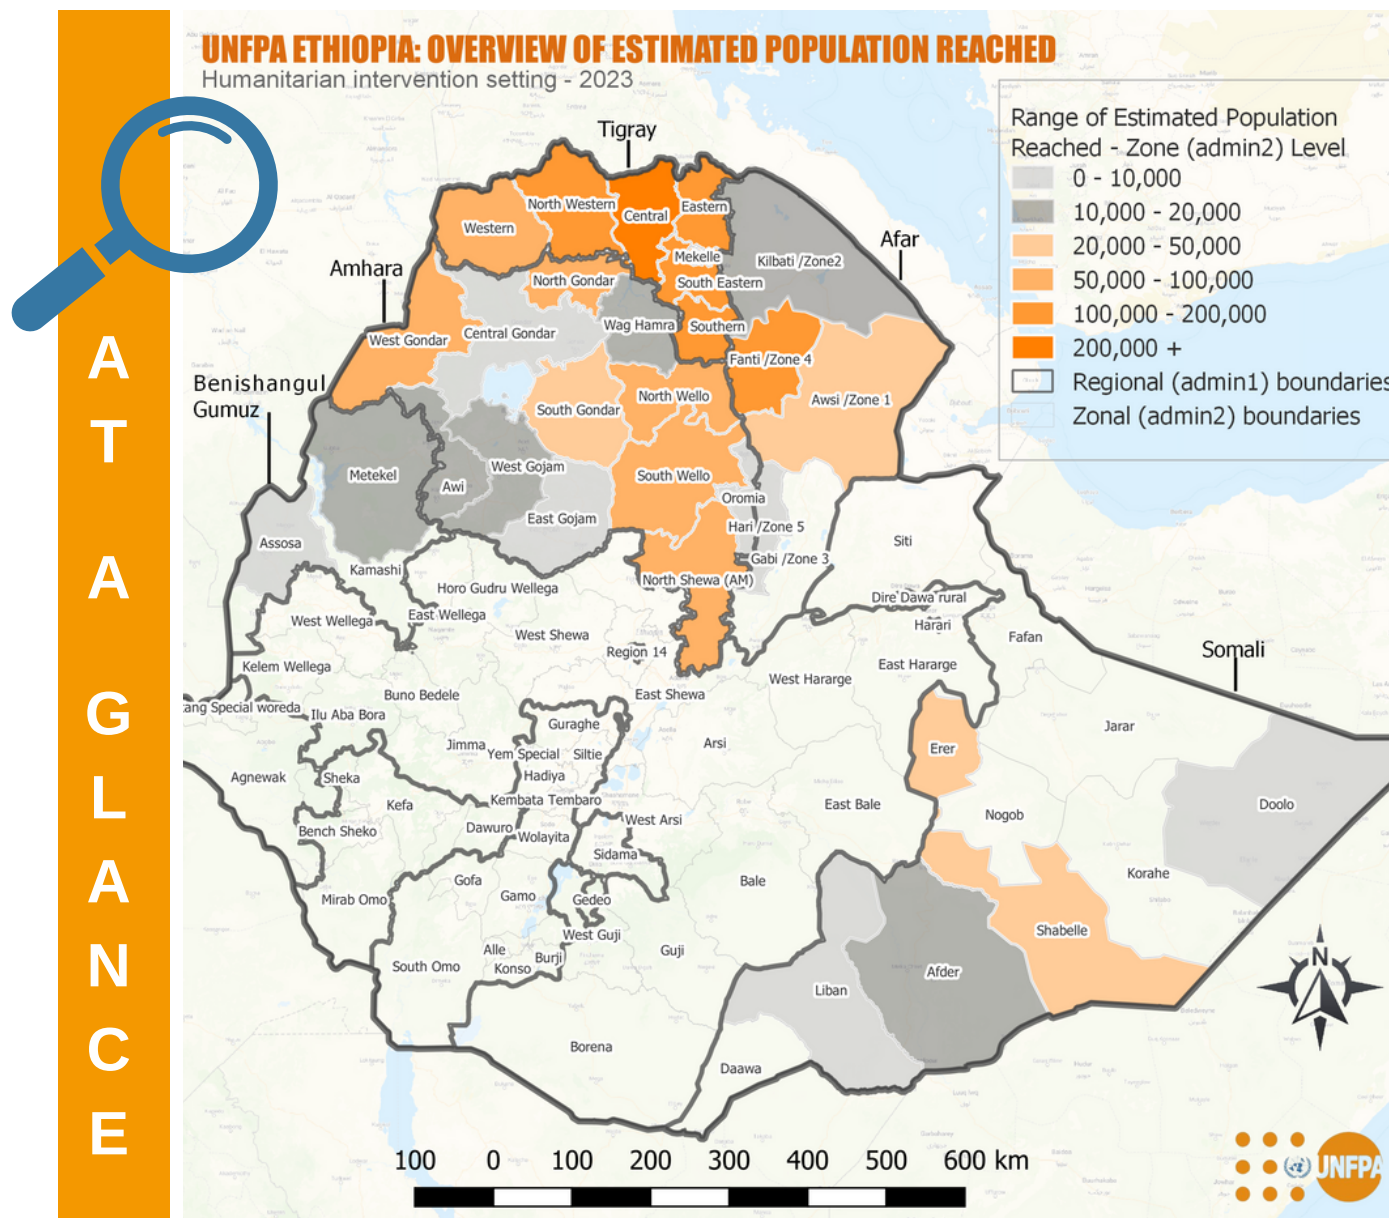 UNFPA ETHIOPIA: OVERVIEW OF ESTIMATED POPULATION REACHED
Humanitarian intervention setting - 2023
AT A GLANCE
Range of Estimated Population
Reached - Zone (admin2) Level
0 - 10,000
10,000 - 20,000
20,000 - 50,000
50,000 - 100,000
100,000 - 200,000
200,000 +
Regional (admin1) boundaries
Zonal (admin2) boundaries
Tigray
Afar
Amhara
Benishangul
Gumuz
Somali
North Western
Central
Eastern
Western
Mekelle
Kilbati /Zone2
North Gondar
South Eastern
Wag Hamra
Southern
Central Gondar
West Gondar
Fanti /Zone 4
North Wello
Awsi /Zone 1
South Gondar
West Gojam
Metekel
South Wello
Awi
Oromia
East Gojam
Hari /Zone 5
Assosa
Siti
Gabi /Zone 3
Kamashi
North Shewa (AM)
Horo Gudru Wellega
Dire Dawa rural
East Wellega
West Wellega
Harari
West Shewa
Fafan
Region 14
East Hararge
Kelem Wellega
West Hararge
Buno Bedele
East Shewa
tang Special woreda
Ilu Aba Bora
Guraghe
Jarar
Jimma
Arsi
Erer
Yem Special
Siltie
Agnewak
Sheka
Hadiya
Kembata Tembaro
Kefa
East Bale
Doolo
Nogob
West Arsi
Bench Sheko
Dawuro
Wolayita
Sidama
Korahe
Gofa
Bale
Mirab Omo
Gamo
Gedeo
Shabelle
West Guji
Alle
Guji
Burji
South Omo
Konso
Afder
Liban
Borena
Daawa
N
100 0 100 200 300 400 500 600 km
UNFPA